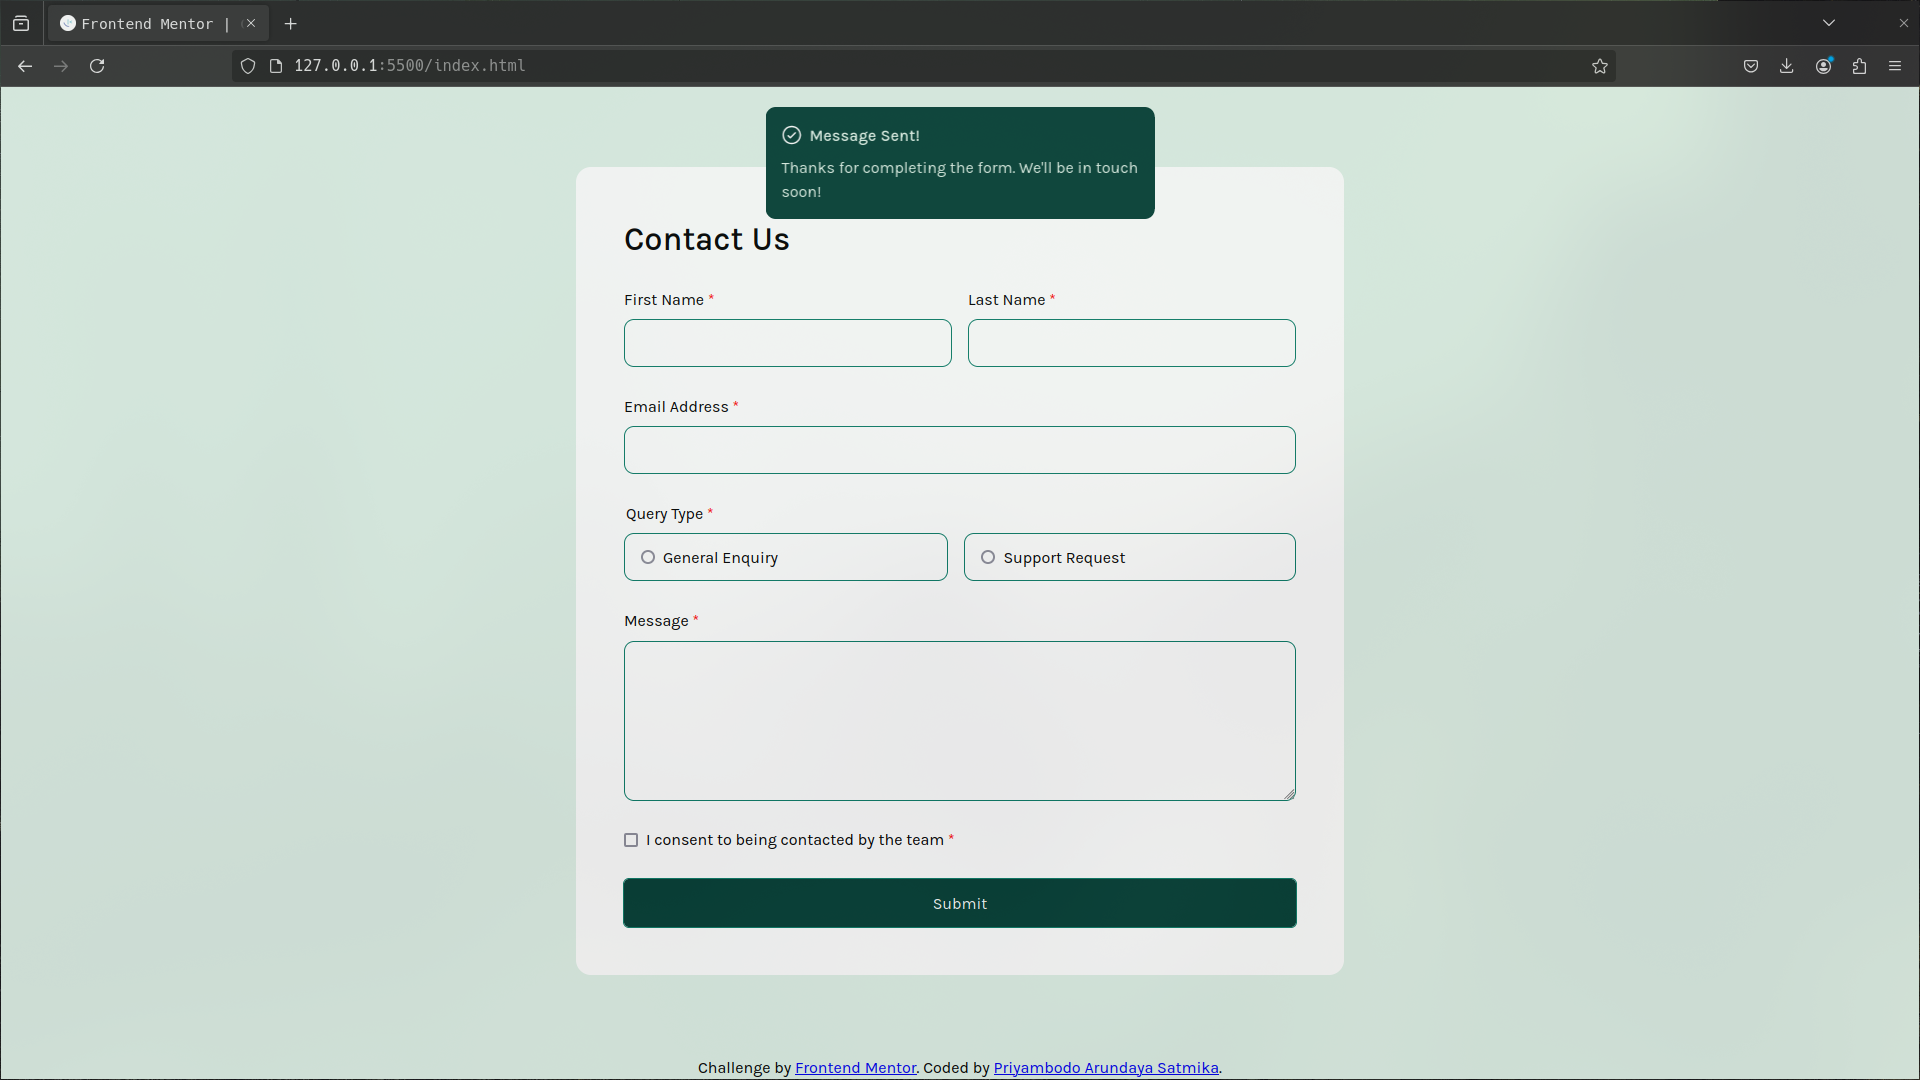 Frontend Mentor |
127.0.0.1:5500/index.html
Message Sent!
Thanks for completing the form. We'll be in touch
soon!
Contact Us
First Name * Last Name *
Email Address *
Query Type *
General Enquiry Support Request
Message *
I consent to being contacted by the team *
Submit
Challenge by Frontend Mentor. Coded by Priyambodo Arundaya Satmika.